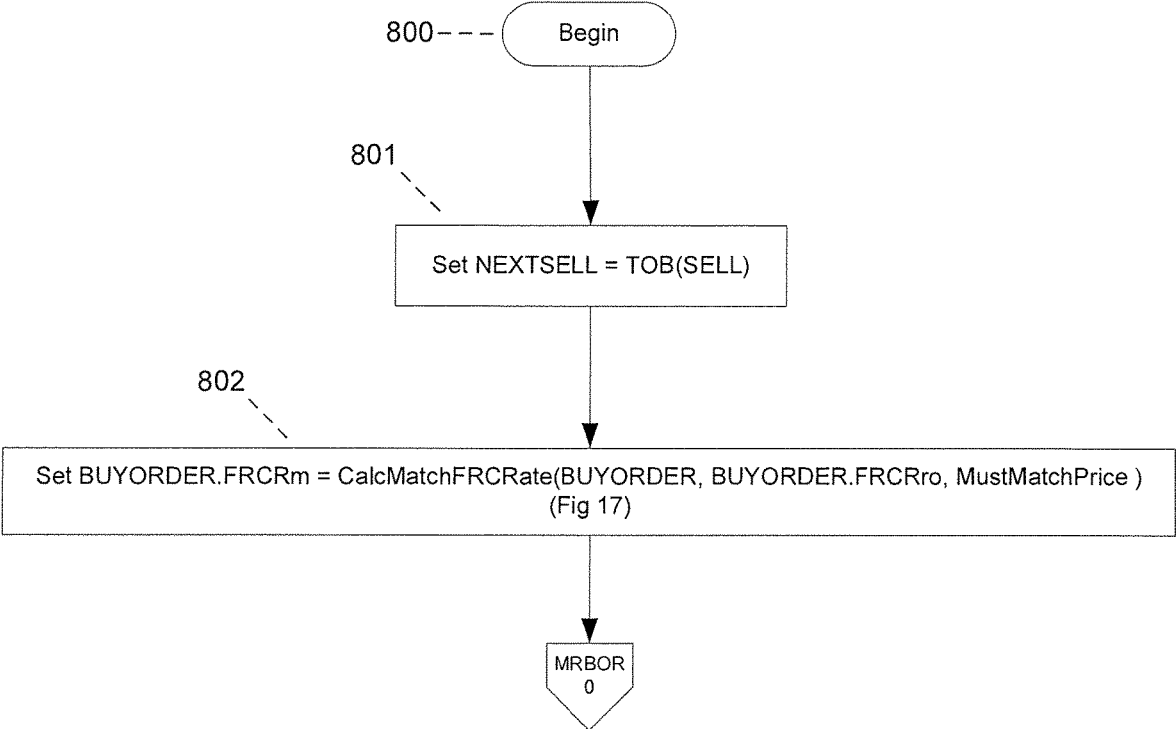 800
Begin
801
Set NEXTSELL = TOB(SELL)
802
Set BUYORDER.FRCRm = CalcMatchFRCRate(BUYORDER, BUYORDER.FRCRro, MustMatchPrice )
(Fig 17)
MRBOR
0